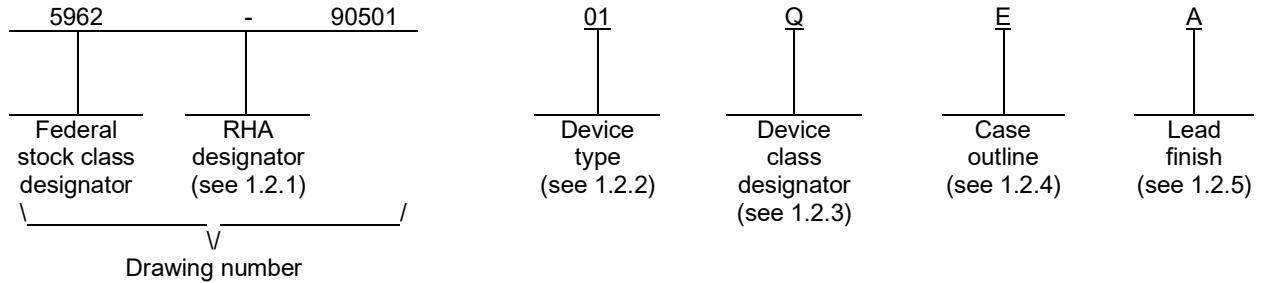 5962 - 90501 01 Q E A
Federal stock class designator
RHA designator (see 1.2.1)
Device type (see 1.2.2)
Device class designator (see 1.2.3)
Case outline (see 1.2.4)
Lead finish (see 1.2.5)
Drawing number